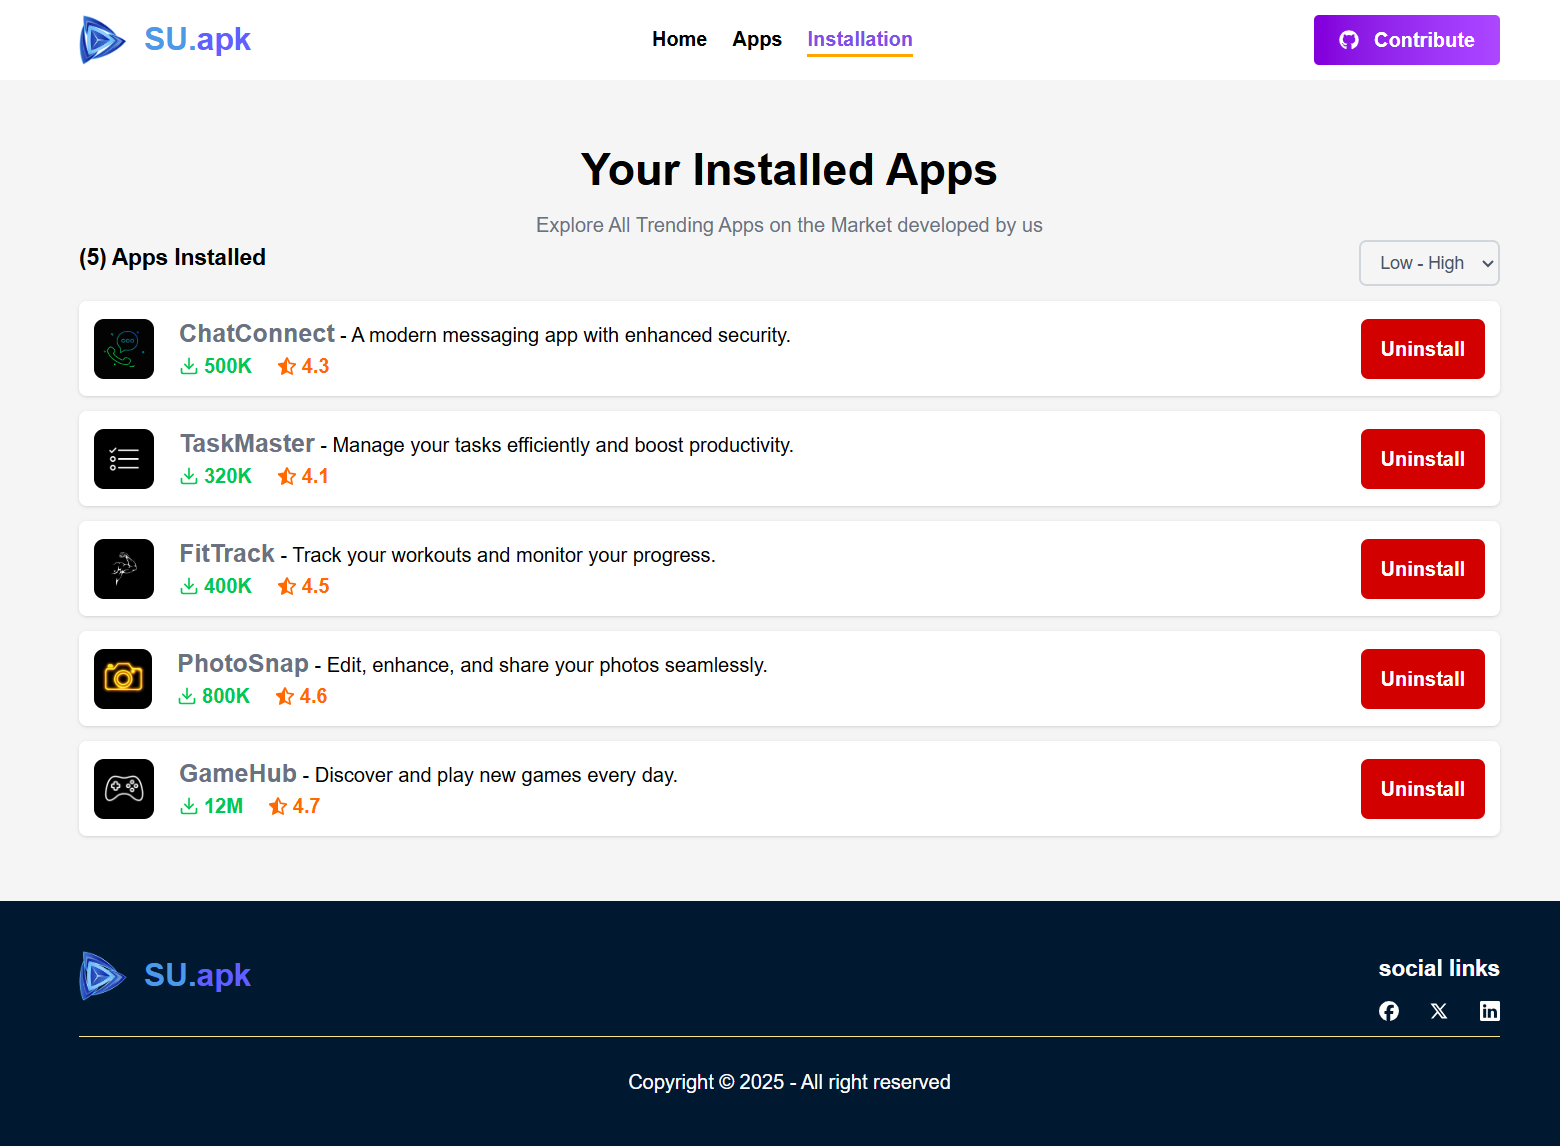 SU.apk
Home Apps Installation
Contribute
Your Installed Apps
Explore All Trending Apps on the Market developed by us
(5) Apps Installed
Low - High
ChatConnect - A modern messaging app with enhanced security.
500K 4.3
Uninstall
TaskMaster - Manage your tasks efficiently and boost productivity.
320K 4.1
Uninstall
FitTrack - Track your workouts and monitor your progress.
400K 4.5
Uninstall
PhotoSnap - Edit, enhance, and share your photos seamlessly.
800K 4.6
Uninstall
GameHub - Discover and play new games every day.
12M 4.7
Uninstall
SU.apk
social links
Copyright © 2025 - All right reserved